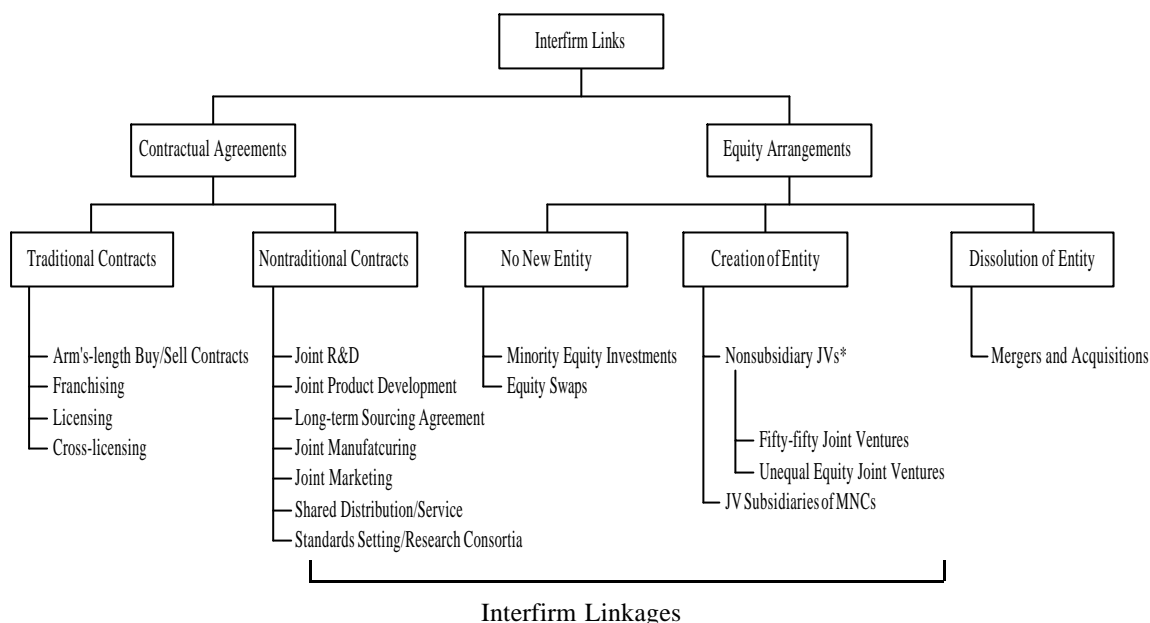 Interfirm Links
Contractual Agreements
Equity Arrangements
Traditional Contracts
Nontraditional Contracts
No New Entity
Creation of Entity
Dissolution of Entity
Arm's-length Buy/Sell Contracts
Franchising
Licensing
Cross-licensing
Joint R&D
Joint Product Development
Long-term Sourcing Agreement
Joint Manufatcuring
Joint Marketing
Shared Distribution/Service
Standards Setting/Research Consortia
Minority Equity Investments
Equity Swaps
Nonsubsidiary JVs*
Fifty-fifty Joint Ventures
Unequal Equity Joint Ventures
JV Subsidiaries of MNCs
Mergers and Acquisitions
Interfirm Linkages